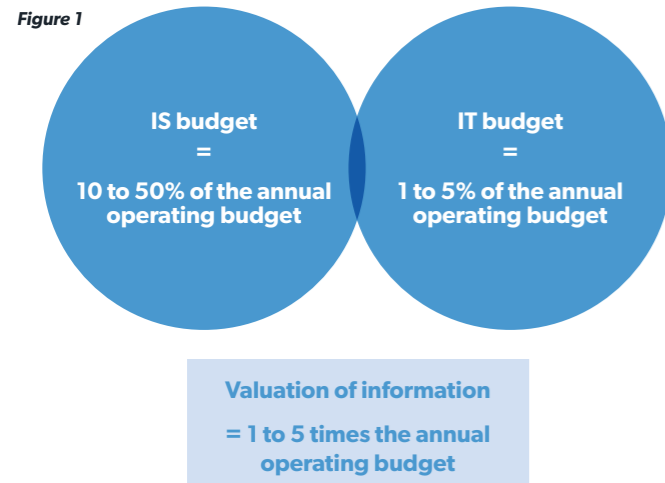 Figure 1
IS budget
=
10 to 50% of the annual
operating budget
IT budget
=
1 to 5% of the annual
operating budget
Valuation of information
= 1 to 5 times the annual
operating budget